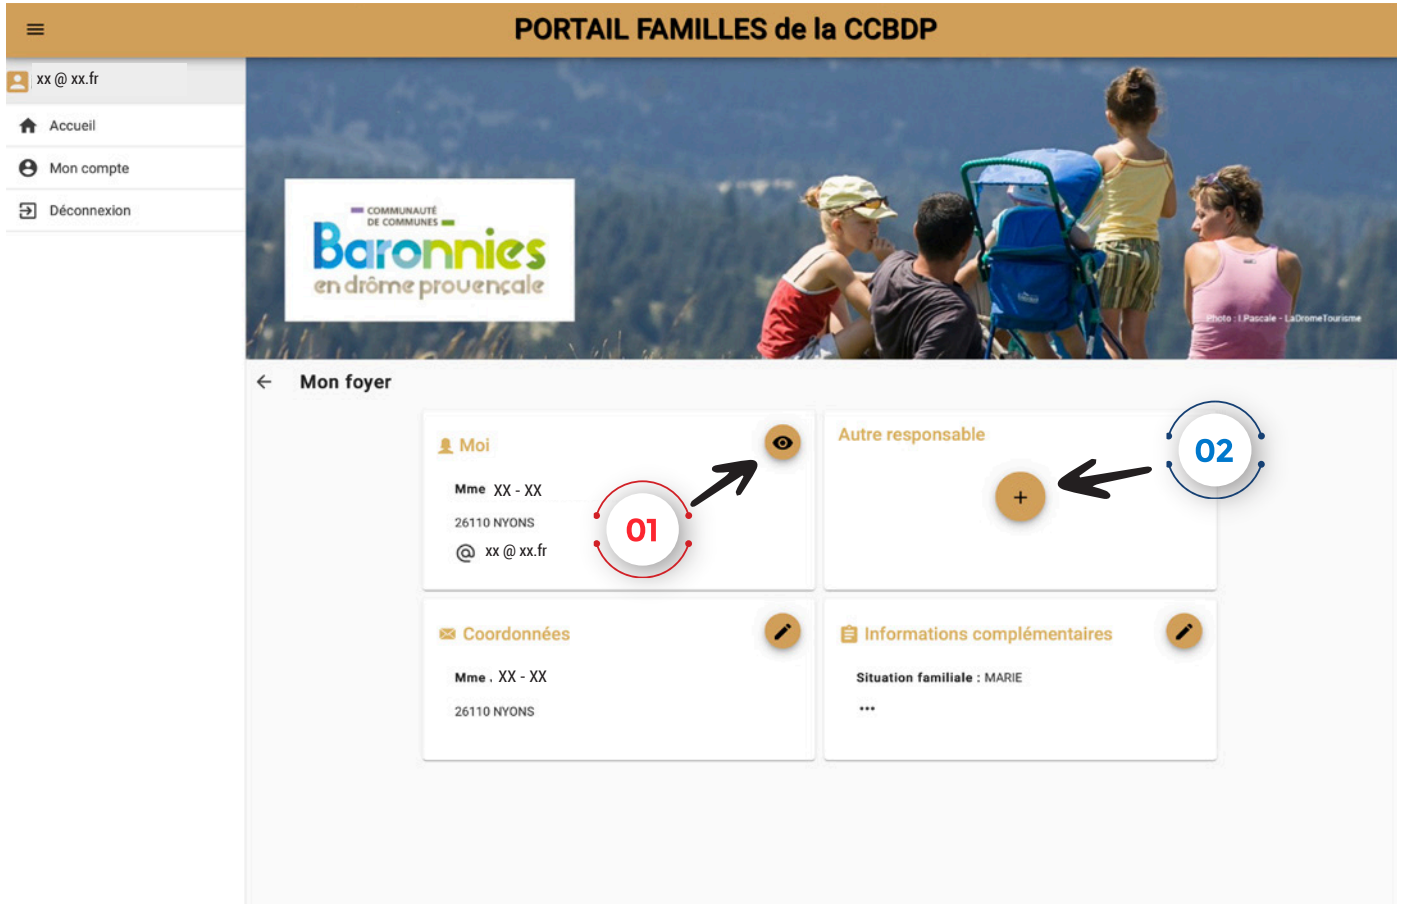 PORTAIL FAMILLES de la CCBDP
xx @ xx.fr
Accueil
Mon compte
Déconnexion
COMMUNAUTÉ
DE COMMUNES
Baronnies
en drôme provençale
Photo : I.Pascale - LaDromeTourisme
Mon foyer
Moi
Mme XX - XX
26110 NYONS
@ xx @ xx.fr
01
Autre responsable
+
02
Coordonnées
Mme . XX - XX
26110 NYONS
Informations complémentaires
Situation familiale : MARIE
...